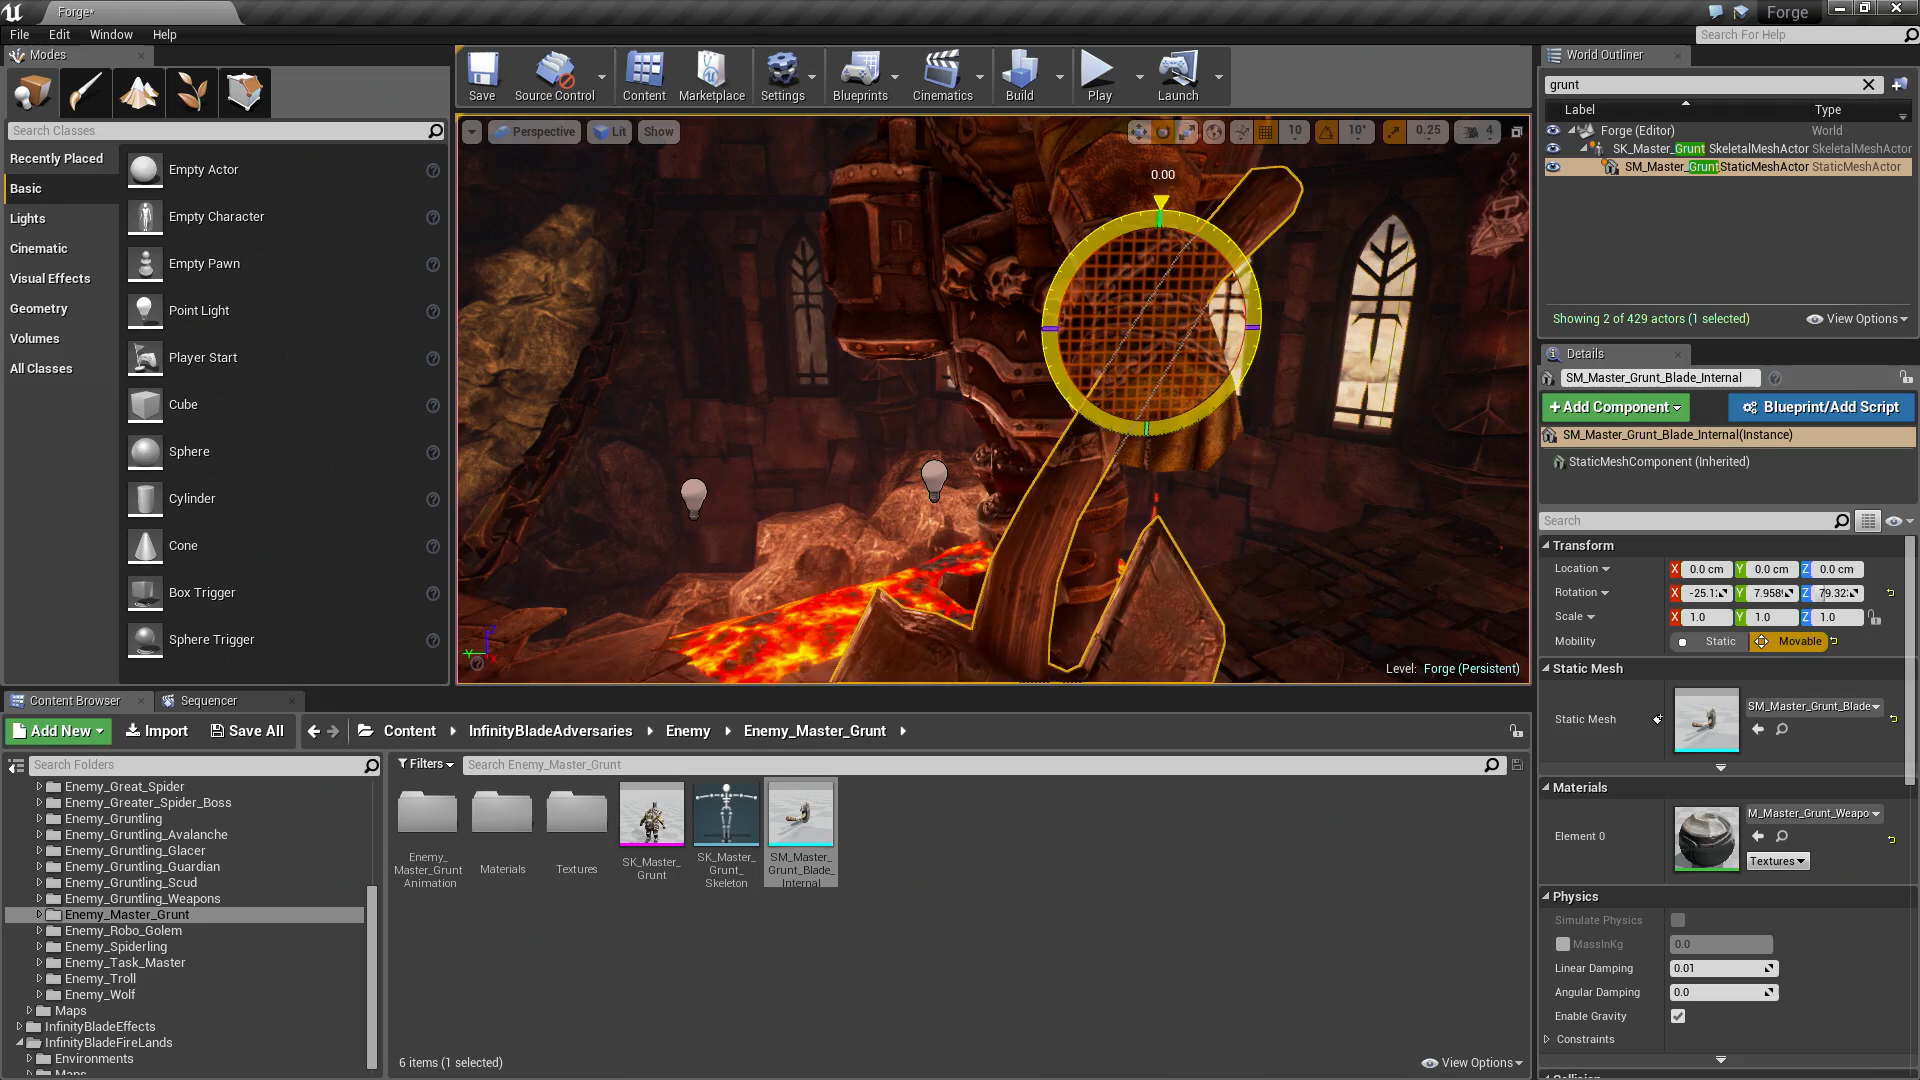 Forge*
Forge
File Edit Window Help
Search For Help
Modes
Search Classes
Recently Placed
Basic
Lights
Cinematic
Visual Effects
Geometry
Volumes
All Classes
Empty Actor
Empty Character
Empty Pawn
Point Light
Player Start
Cube
Sphere
Cylinder
Cone
Box Trigger
Sphere Trigger
Save
Source Control
Content
Marketplace
Settings
Blueprints
Cinematics
Build
Play
Launch
Perspective
Lit
Show
10
10°
0.25
4
0.00
Z
Y
X
Level: Forge (Persistent)
World Outliner
grunt
Label Type
Forge (Editor) World
SK_Master_Grunt SkeletalMeshActor SkeletalMeshActor
SM_Master_Grunt StaticMeshActor StaticMeshActor
Showing 2 of 429 actors (1 selected)
View Options
Details
SM_Master_Grunt_Blade_Internal
+Add Component
Blueprint/Add Script
SM_Master_Grunt_Blade_Internal(Instance)
StaticMeshComponent (Inherited)
Search
Transform
Location X 0.0 cm Y 0.0 cm Z 0.0 cm
Rotation X -25.1 Y 7.958 Z 79.32
Scale X 1.0 Y 1.0 Z 1.0
Mobility Static Movable
Static Mesh
Static Mesh
SM_Master_Grunt_Blade
Materials
Element 0
M_Master_Grunt_Weapo
Textures
Physics
Simulate Physics
MassInKg 0.0
Linear Damping 0.01
Angular Damping 0.0
Enable Gravity
Constraints
Content Browser
Sequencer
Add New
Import
Save All
Content InfinityBladeAdversaries Enemy Enemy_Master_Grunt
Search Folders
Filters
Search Enemy_Master_Grunt
Enemy_Great_Spider
Enemy_Greater_Spider_Boss
Enemy_Gruntling
Enemy_Gruntling_Avalanche
Enemy_Gruntling_Glacer
Enemy_Gruntling_Guardian
Enemy_Gruntling_Scud
Enemy_Gruntling_Weapons
Enemy_Master_Grunt
Enemy_Robo_Golem
Enemy_Spiderling
Enemy_Task_Master
Enemy_Troll
Enemy_Wolf
Maps
InfinityBladeEffects
InfinityBladeFireLands
Environments
Maps
Enemy_
Master_Grunt
Animation
Materials
Textures
SK_Master_
Grunt
SK_Master_
Grunt_
Skeleton
SM_Master_
Grunt_Blade_
Internal
6 items (1 selected)
View Options